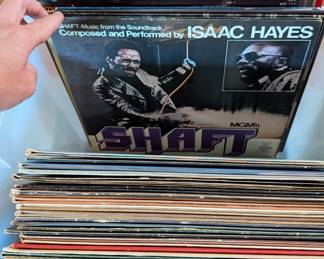 SHAFT-Music from the Soundtrack
Composed and Performed by ISAAC HAYES
MGM's
SHAFT